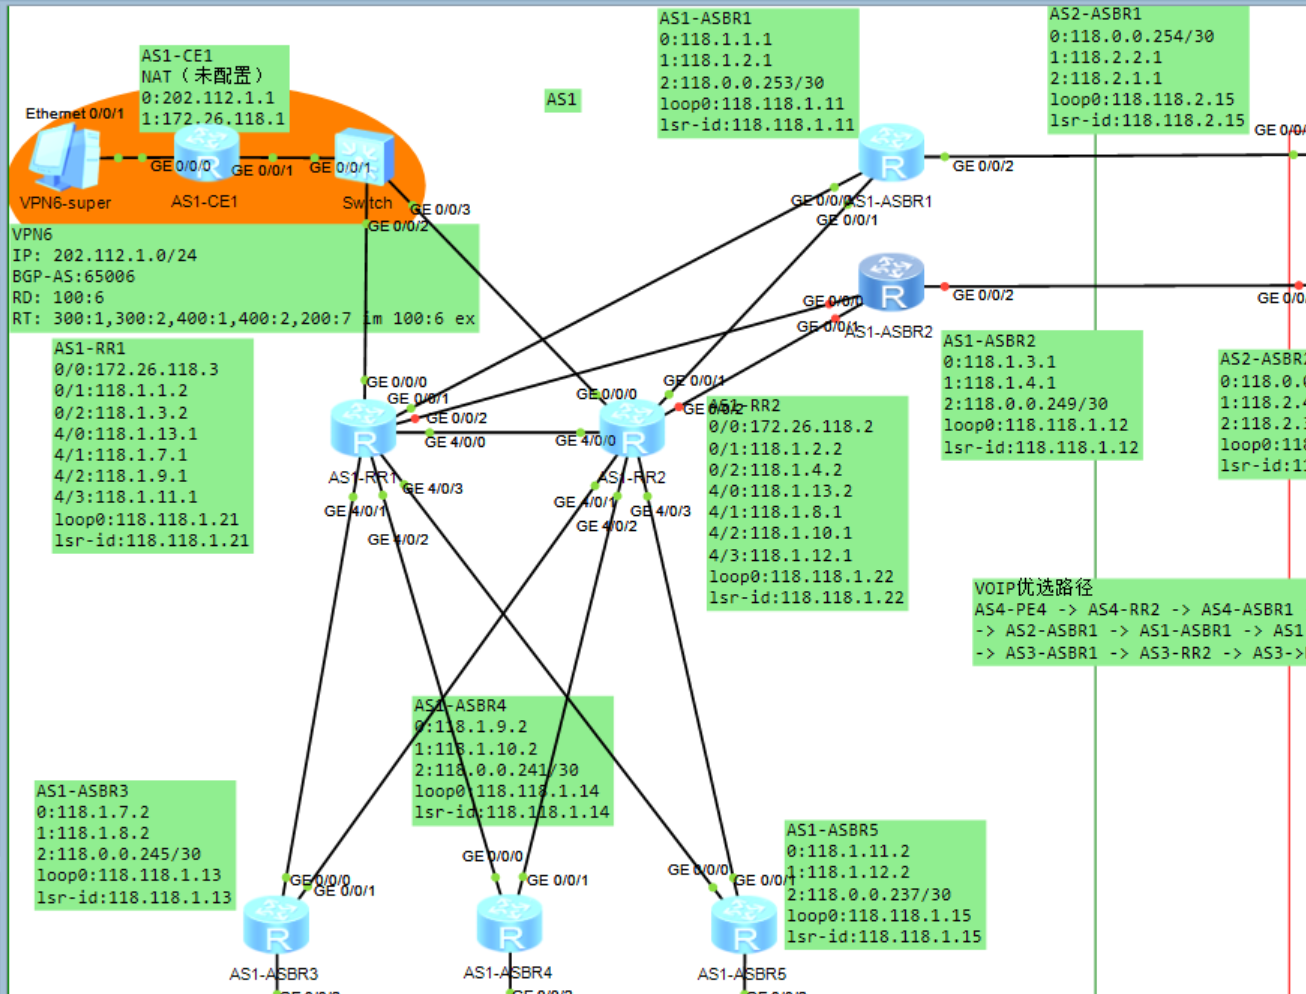 AS1-CE1
NAT（未配置）
0:202.112.1.1
1:172.26.118.1
Ethernet 0/0/1
GE 0/0/0
GE 0/0/1
GE 0/0/1
VPN6-super
AS1-CE1
Switch
GE 0/0/3
GE 0/0/2
VPN6
IP: 202.112.1.0/24
BGP-AS:65006
RD: 100:6
RT: 300:1,300:2,400:1,400:2,200:7 im 100:6 ex
AS1
AS1-ASBR1
0:118.1.1.1
1:118.1.2.1
2:118.0.0.253/30
loop0:118.118.1.11
lsr-id:118.118.1.11
AS2-ASBR1
0:118.0.0.254/30
1:118.2.2.1
2:118.2.1.1
loop0:118.118.2.15
lsr-id:118.118.2.15
GE 0/0/2
GE 0/0/0
AS1-ASBR1
GE 0/0/1
GE 0/0/0
GE 0/0/2
GE 0/0/1
AS1-ASBR2
AS1-ASBR2
0:118.1.3.1
1:118.1.4.1
2:118.0.0.249/30
loop0:118.118.1.12
lsr-id:118.118.1.12
AS1-RR1
0/0:172.26.118.3
0/1:118.1.1.2
0/2:118.1.3.2
4/0:118.1.13.1
4/1:118.1.7.1
4/2:118.1.9.1
4/3:118.1.11.1
loop0:118.118.1.21
lsr-id:118.118.1.21
GE 0/0/0
GE 0/0/1
GE 0/0/2
GE 4/0/0
AS1-RR1
GE 4/0/3
GE 4/0/1
GE 4/0/2
GE 0/0/0
GE 0/0/1
GE 0/0/2
GE 4/0/0
AS1-RR2
GE 4/0/1
GE 4/0/2
GE 4/0/3
AS1-RR2
0/0:172.26.118.2
0/1:118.1.2.2
0/2:118.1.4.2
4/0:118.1.13.2
4/1:118.1.8.1
4/2:118.1.10.1
4/3:118.1.12.1
loop0:118.118.1.22
lsr-id:118.118.1.22
AS2-ASBR2
1:118.2.
2:118.2.
VOIP优选路径
AS4-PE4 -> AS4-RR2 -> AS4-ASBR1
-> AS2-ASBR1 -> AS1-ASBR1 -> AS1
-> AS3-ASBR1 -> AS3-RR2 -> AS3->
AS1-ASBR4
0:118.1.9.2
1:118.1.10.2
2:118.0.0.241/30
loop0:118.118.1.14
lsr-id:118.118.1.14
AS1-ASBR3
0:118.1.7.2
1:118.1.8.2
2:118.0.0.245/30
loop0:118.118.1.13
lsr-id:118.118.1.13
AS1-ASBR5
0:118.1.11.2
1:118.1.12.2
2:118.0.0.237/30
loop0:118.118.1.15
lsr-id:118.118.1.15
GE 0/0/0
GE 0/0/1
GE 0/0/0
GE 0/0/1
GE 0/0/0
GE 0/0/1
AS1-ASBR3
AS1-ASBR4
AS1-ASBR5